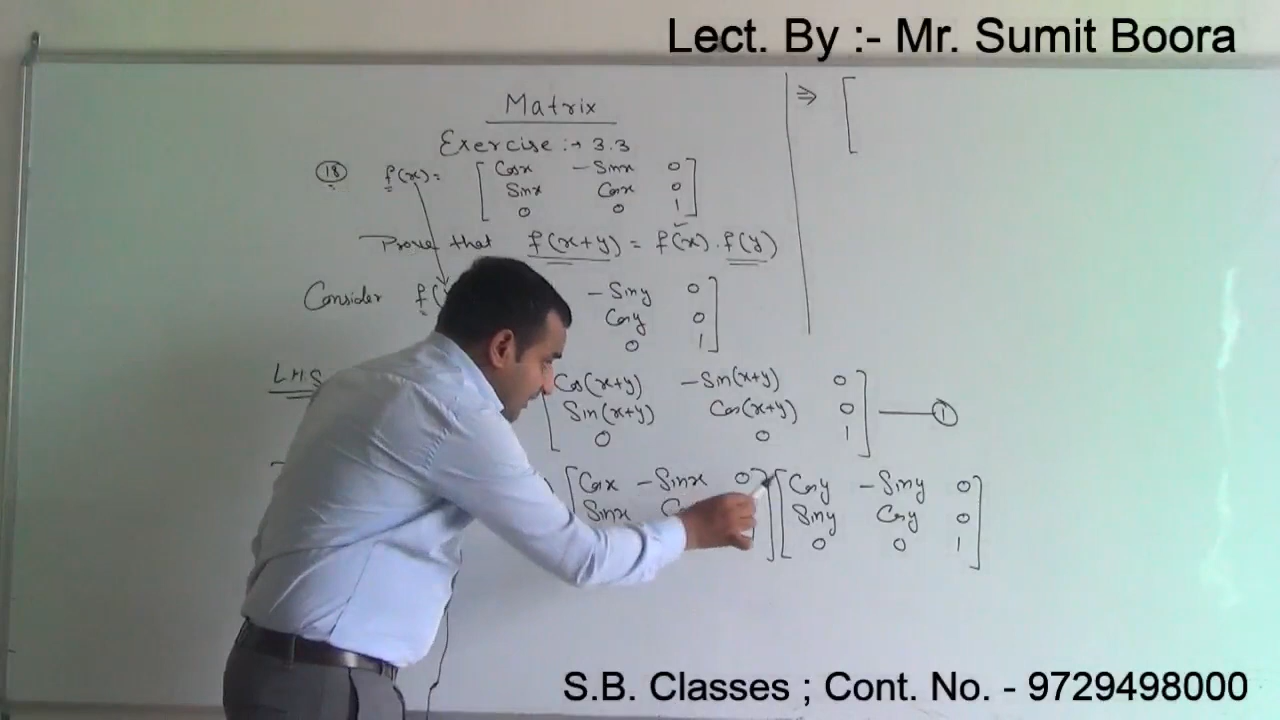 Lect. By :- Mr. Sumit Boora
Matrix
Exercise :→ 3.3
⑱ f(x) = [ Cosx  - Sinx  0
Sinx  Cosx  0
0  0  1 ]
Prove that f(x+y) = f(x) . f(y)
Consider f( - Siny  0
Cosy  0
0  1 ]
LHS [ Cos(x+y)  - Sin(x+y)  0
Sin(x+y)  Cos(x+y)  0 — ①
0  0  1 ]
[ Cosx  - Sinx  0 ] [ Cosy  - Siny  0
Sinx  Siny  Cosy  0
0  0  1 ]
⇒ [
S.B. Classes ; Cont. No. - 9729498000